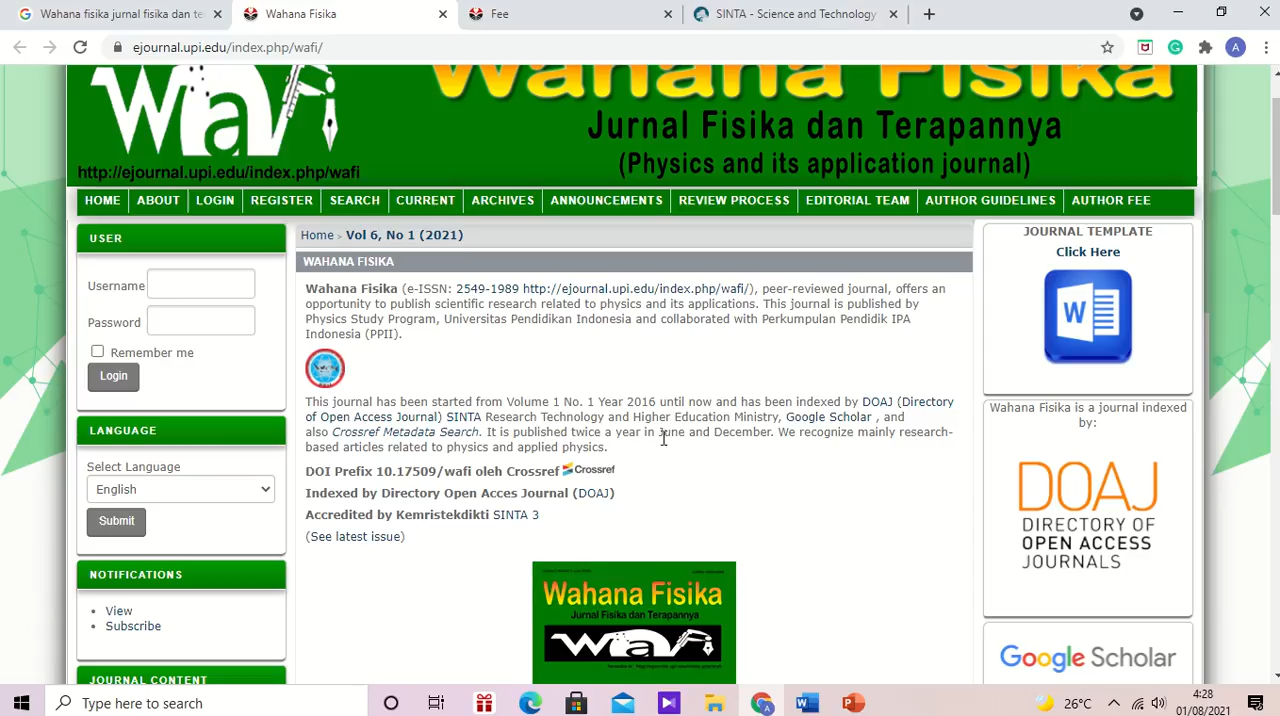 Wahana fisika jurnal fisika dan te
Wahana Fisika
Fee
SINTA - Science and Technology
ejournal.upi.edu/index.php/wafi/
A
Wafi
Wahana Fisika
Jurnal Fisika dan Terapannya
(Physics and its application journal)
http://ejournal.upi.edu/index.php/wafi
HOME ABOUT LOGIN REGISTER SEARCH CURRENT ARCHIVES ANNOUNCEMENTS REVIEW PROCESS EDITORIAL TEAM AUTHOR GUIDELINES AUTHOR FEE
USER
Username
Password
Remember me
Login
LANGUAGE
Select Language
English
Submit
NOTIFICATIONS
View
Subscribe
JOURNAL CONTENT
Home > Vol 6, No 1 (2021)
WAHANA FISIKA
Wahana Fisika (e-ISSN: 2549-1989 http://ejournal.upi.edu/index.php/wafi/), peer-reviewed journal, offers an
opportunity to publish scientific research related to physics and its applications. This journal is published by
Physics Study Program, Universitas Pendidikan Indonesia and collaborated with Perkumpulan Pendidik IPA
Indonesia (PPII).
This journal has been started from Volume 1 No. 1 Year 2016 until now and has been indexed by DOAJ (Directory
of Open Access Journal) SINTA Research Technology and Higher Education Ministry, Google Scholar , and
also Crossref Metadata Search. It is published twice a year in June and December. We recognize mainly research-
based articles related to physics and applied physics.
DOI Prefix 10.17509/wafi oleh Crossref Crossref
Indexed by Directory Open Acces Journal (DOAJ)
Accredited by Kemristekdikti SINTA 3
(See latest issue)
Wahana Fisika
Jurnal Fisika dan Terapannya
wafi
JOURNAL TEMPLATE
Click Here
W
Wahana Fisika is a journal indexed
by:
DOAJ
DIRECTORY OF
OPEN ACCESS
JOURNALS
Google Scholar
Type here to search
26°C
4:28
01/08/2021